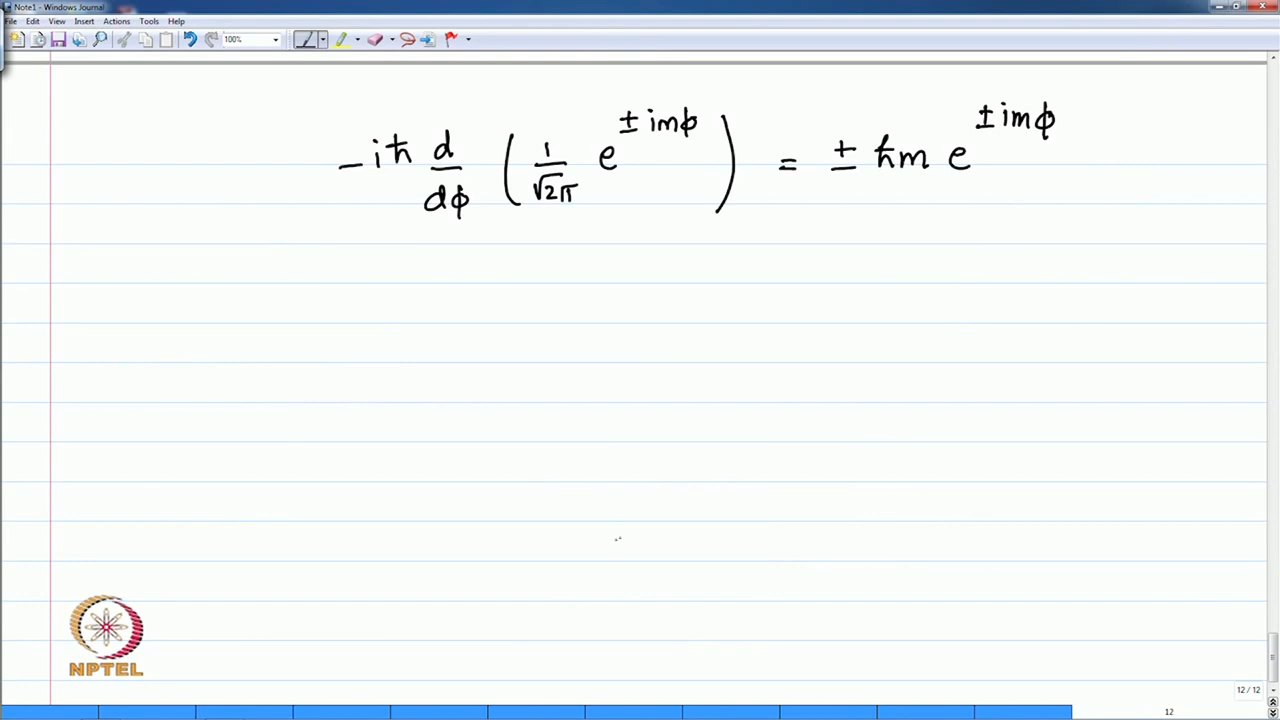 Note1 - Windows Journal
File Edit View Insert Actions Tools Help
100%
-iħ d/dϕ ( 1/√2π e^{± imϕ} ) = ± ħm e^{± imϕ}
NPTEL
12 / 12
12